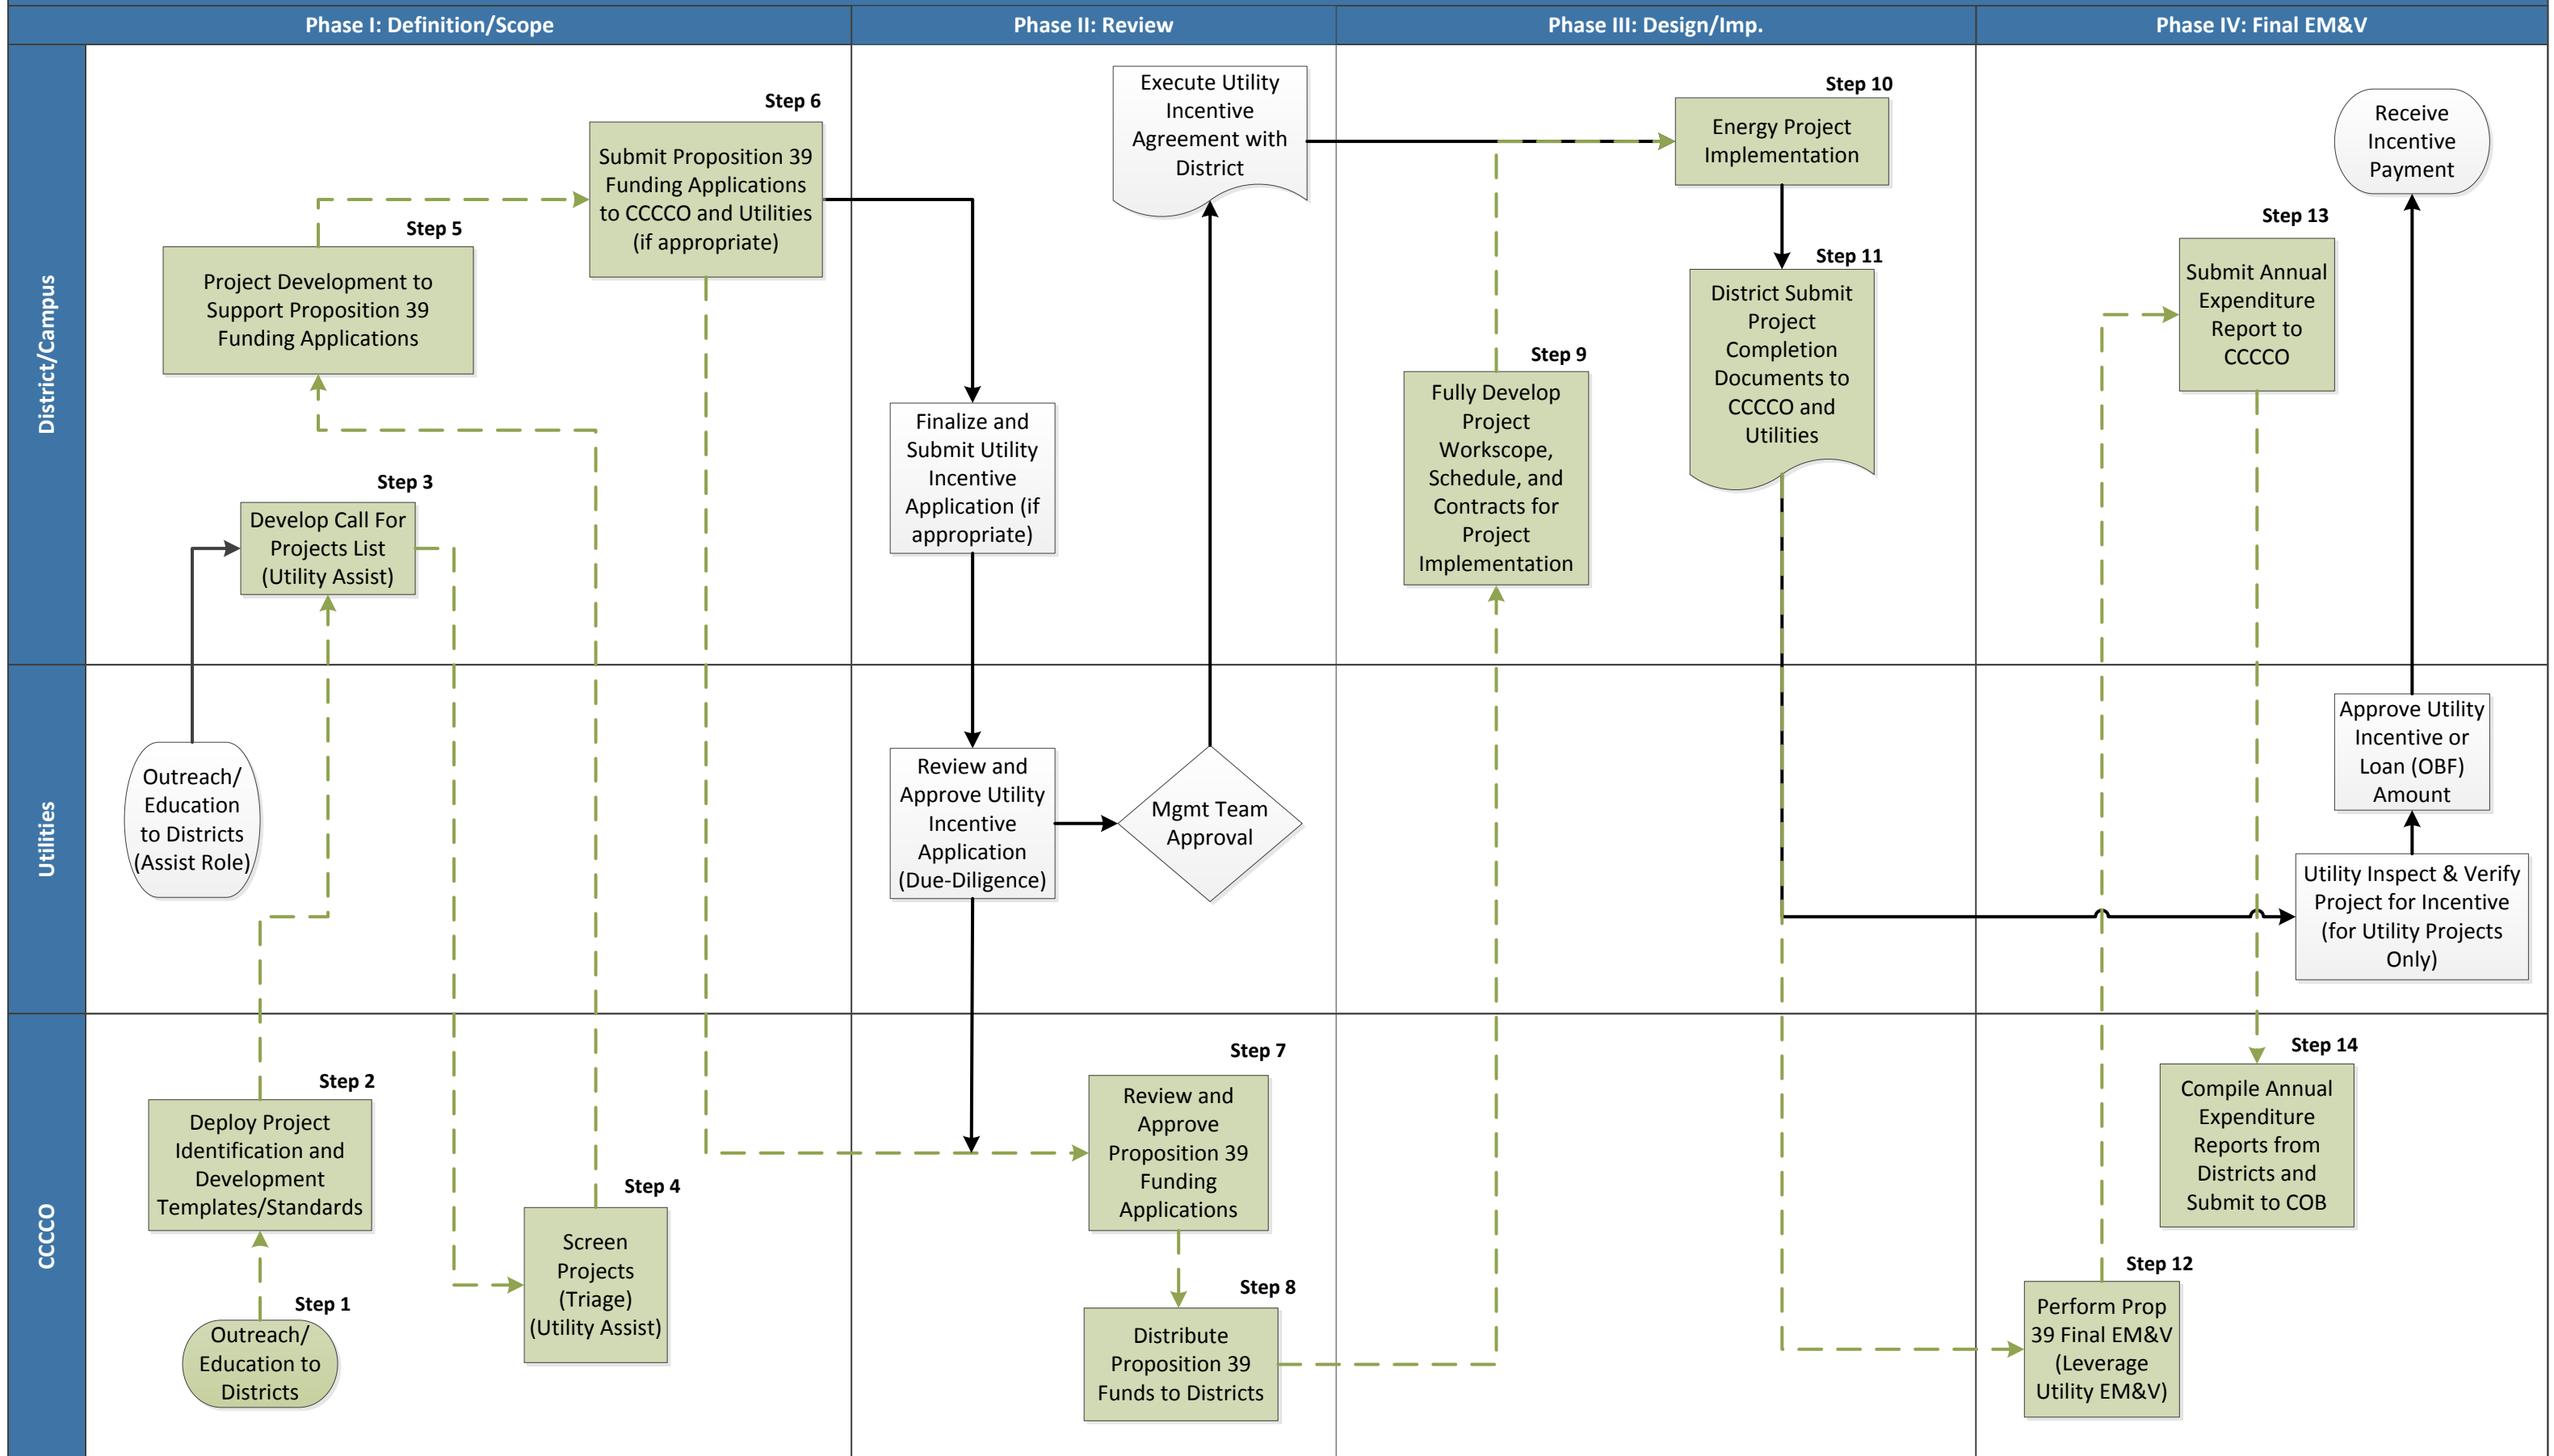 Phase I: Definition/Scope
Phase II: Review
Phase III: Design/Imp.
Phase IV: Final EM&V
District/Campus
Step 6
Submit Proposition 39
Funding Applications
to CCCCO and Utilities
(if appropriate)
Step 5
Project Development to
Support Proposition 39
Funding Applications
Step 3
Develop Call For
Projects List
(Utility Assist)
Execute Utility
Incentive
Agreement with
District
Finalize and
Submit Utility
Incentive
Application (if
appropriate)
Step 10
Energy Project
Implementation
Step 11
District Submit
Project
Completion
Documents to
CCCCO and
Utilities
Step 9
Fully Develop
Project
Workscope,
Schedule, and
Contracts for
Project
Implementation
Receive
Incentive
Payment
Step 13
Submit Annual
Expenditure
Report to
CCCCO
Utilities
Outreach/
Education
to Districts
(Assist Role)
Review and
Approve Utility
Incentive
Application
(Due-Diligence)
Mgmt Team
Approval
Approve Utility
Incentive or
Loan (OBF)
Amount
Utility Inspect & Verify
Project for Incentive
(for Utility Projects
Only)
CCCCO
Step 2
Deploy Project
Identification and
Development
Templates/Standards
Step 1
Outreach/
Education to
Districts
Step 4
Screen
Projects
(Triage)
(Utility Assist)
Step 7
Review and
Approve
Proposition 39
Funding
Applications
Step 8
Distribute
Proposition 39
Funds to Districts
Step 14
Compile Annual
Expenditure
Reports from
Districts and
Submit to COB
Step 12
Perform Prop
39 Final EM&V
(Leverage
Utility EM&V)